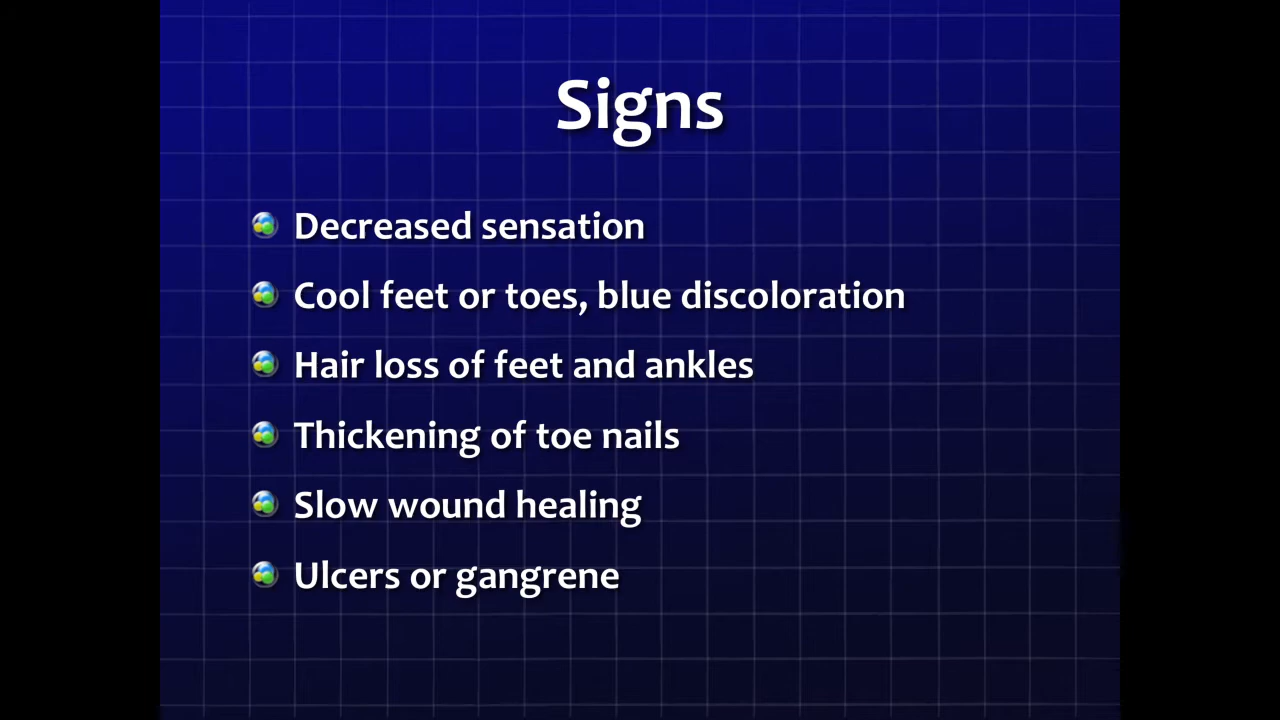 Signs
Decreased sensation
Cool feet or toes, blue discoloration
Hair loss of feet and ankles
Thickening of toe nails
Slow wound healing
Ulcers or gangrene